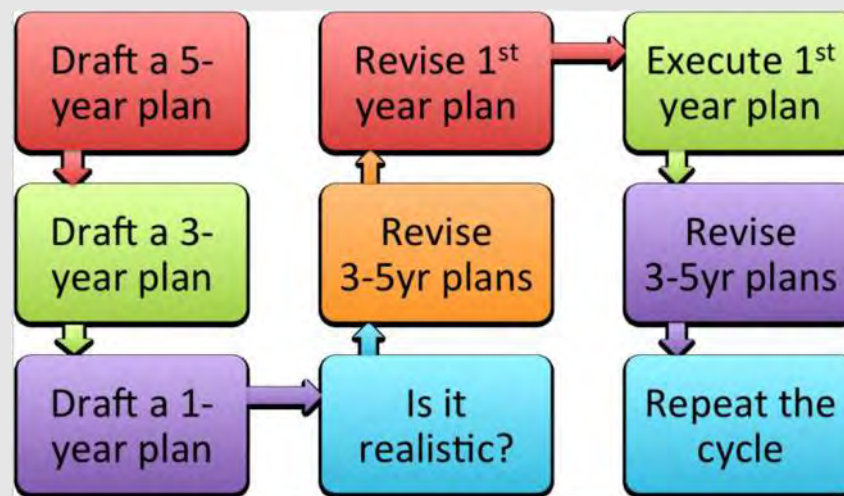 Draft a 5-
year plan
Draft a 3-
year plan
Draft a 1-
year plan
Is it
realistic?
Revise
3-5yr plans
Revise 1st
year plan
Execute 1st
year plan
Revise
3-5yr plans
Repeat the
cycle